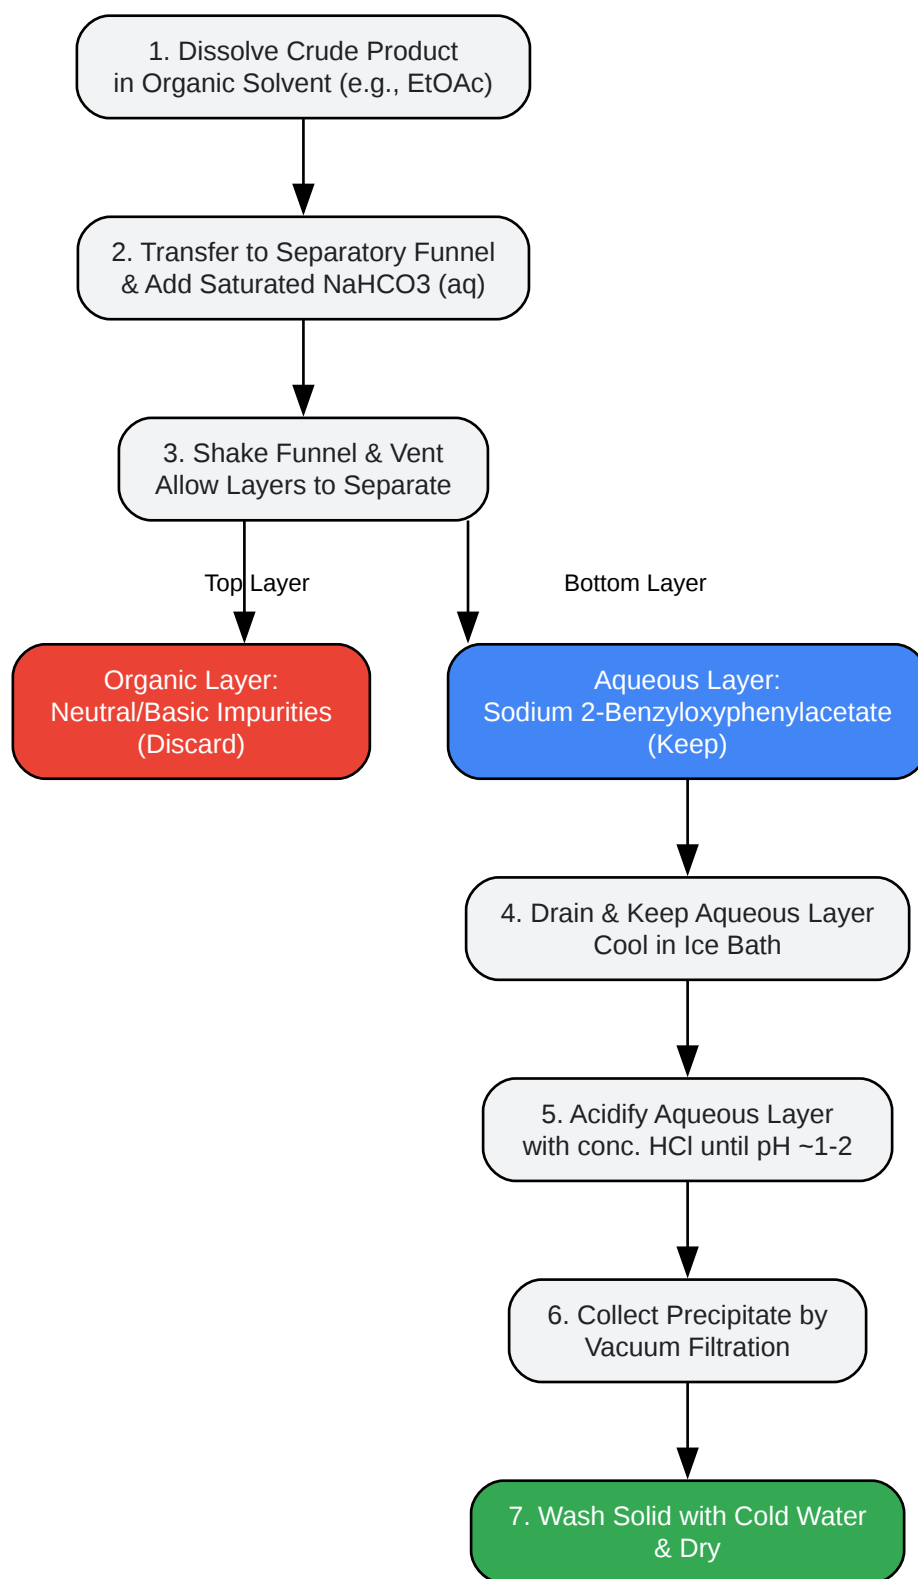 1. Dissolve Crude Product
in Organic Solvent (e.g., EtOAc)
2. Transfer to Separatory Funnel
& Add Saturated NaHCO3 (aq)
3. Shake Funnel & Vent
Allow Layers to Separate
Top Layer
Bottom Layer
Organic Layer:
Neutral/Basic Impurities
(Discard)
Aqueous Layer:
Sodium 2-Benzyloxyphenylacetate
(Keep)
4. Drain & Keep Aqueous Layer
Cool in Ice Bath
5. Acidify Aqueous Layer
with conc. HCl until pH ~1-2
6. Collect Precipitate by
Vacuum Filtration
7. Wash Solid with Cold Water
& Dry